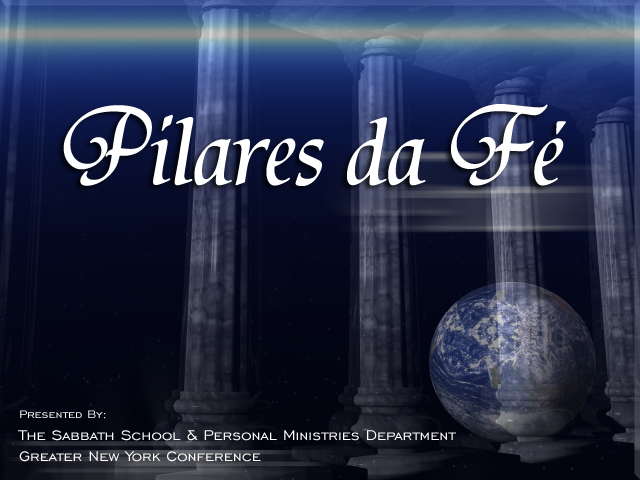 Pilares da Fé
Presented By:
The Sabbath School & Personal Ministries Department
Greater New York Conference